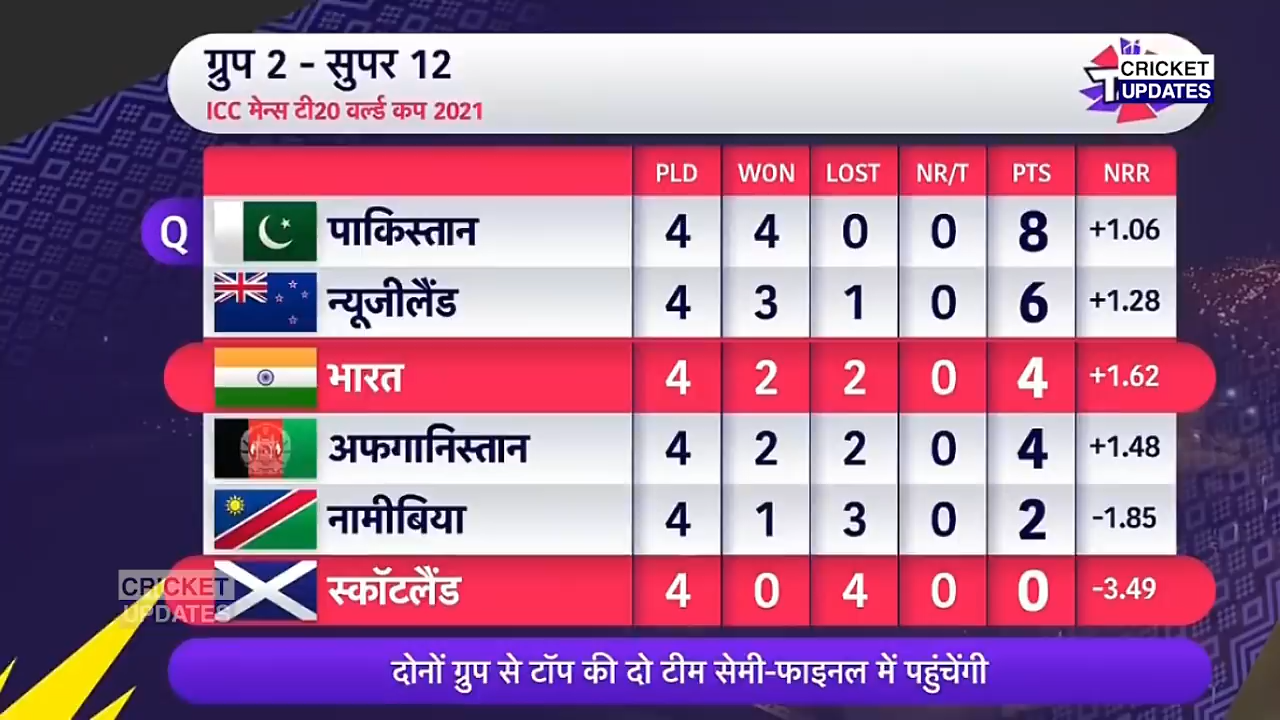 ग्रुप 2 - सुपर 12
ICC मेन्स टी20 वर्ल्ड कप 2021
CRICKET
UPDATES
PLD WON LOST NR/T PTS NRR
Q पाकिस्तान 4 4 0 0 8 +1.06
न्यूजीलैंड 4 3 1 0 6 +1.28
भारत 4 2 2 0 4 +1.62
अफगानिस्तान 4 2 2 0 4 +1.48
नामीबिया 4 1 3 0 2 -1.85
स्कॉटलैंड 4 0 4 0 0 -3.49
CRICKET
UPDATES
दोनों ग्रुप से टॉप की दो टीम सेमी-फाइनल में पहुंचेंगी